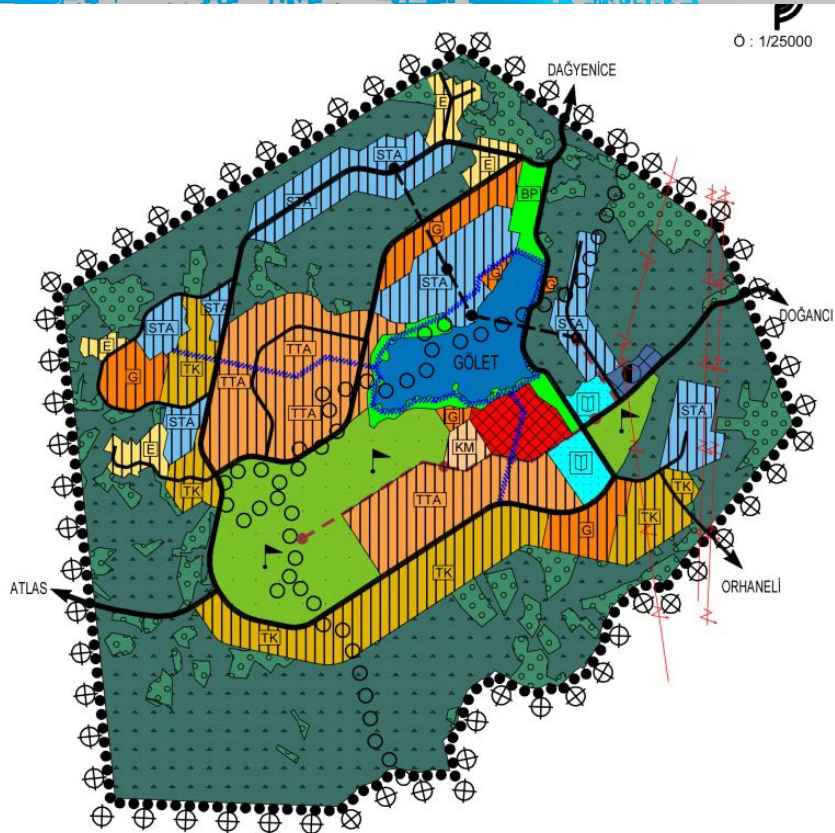 Ö : 1/25000
DAĞYENİCE
E
STA
E
STA
BP
G
STA
G
G
DOĞANCI
STA
STA
STA
E
TTA
GÖLET
TK
TTA
G
TTA
STA
STA
G
E
KM
TK
TTA
TK
G
TK
TK
ORHANELİ
ATLAS
TK